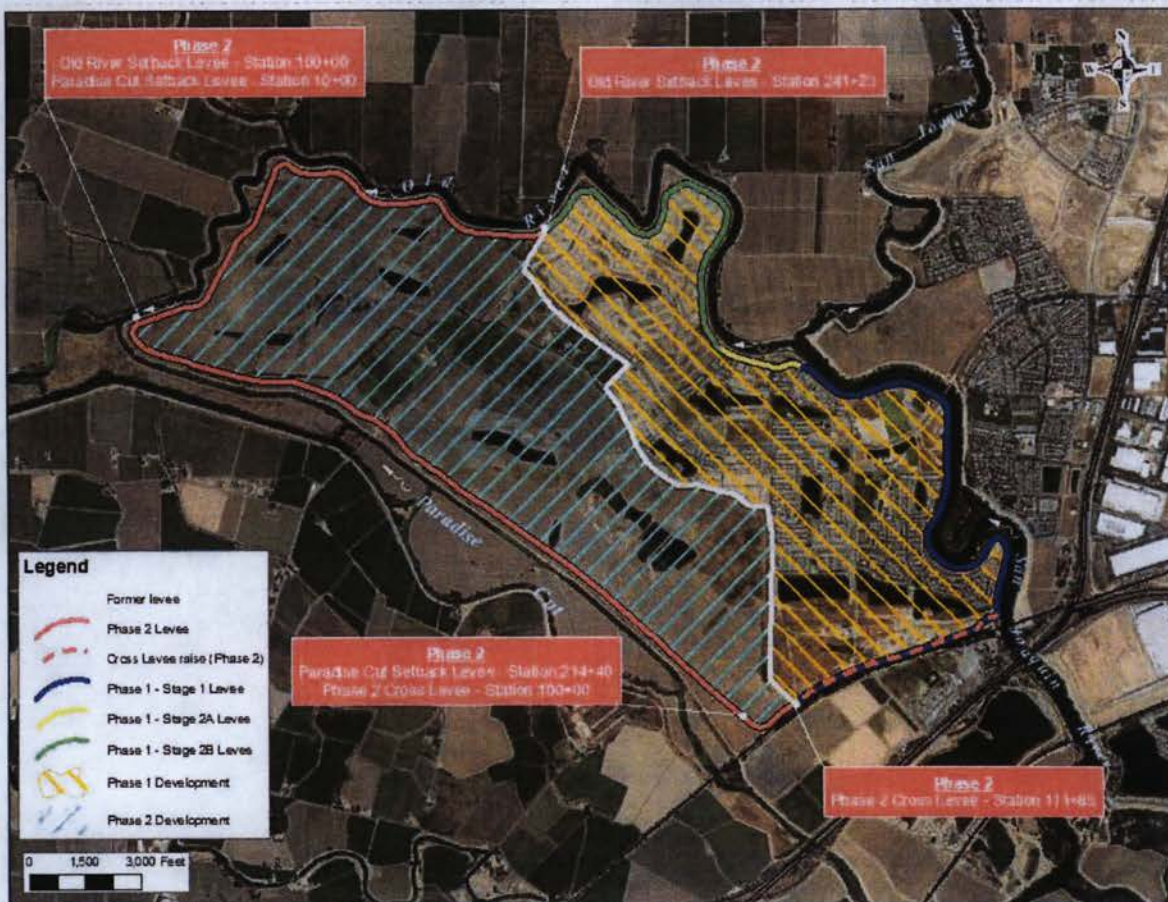 Phase 2
Old River Setback Levee - Station 100+00
Paradise Cut Setback Levee - Station 10+00
Phase 2
Old River Setback Levee - Station 241+23
River
San Joaquin
Old
River
Paradise
Cut
Legend
Former levee
Phase 2 Levee
Cross Levee raise (Phase 2)
Phase 1 - Stage 1 Levee
Phase 1 - Stage 2A Levee
Phase 1 - Stage 2B Levee
Phase 1 Development
Phase 2 Development
0 1,500 3,000 Feet
Phase 2
Paradise Cut Setback Levee - Station 214+40
Phase 2 Cross Levee - Station 100+00
San
Joaquin
River
Phase 2
Phase 2 Cross Levee - Station 111+85
N
W E
S